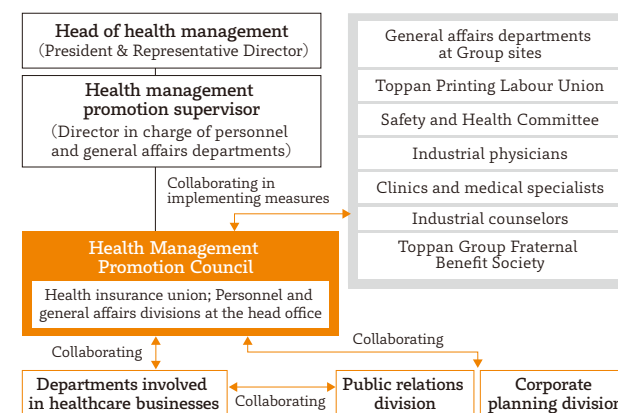 Head of health management
(President & Representative Director)
Health management
promotion supervisor
(Director in charge of personnel
and general affairs departments)
Collaborating in
implementing measures
General affairs departments
at Group sites
Toppan Printing Labour Union
Safety and Health Committee
Industrial physicians
Clinics and medical specialists
Industrial counselors
Toppan Group Fraternal
Benefit Society
Health Management
Promotion Council
Health insurance union; Personnel and
general affairs divisions at the head office
Collaborating
Collaborating
Departments involved
in healthcare businesses
Collaborating
Public relations
division
Corporate
planning division